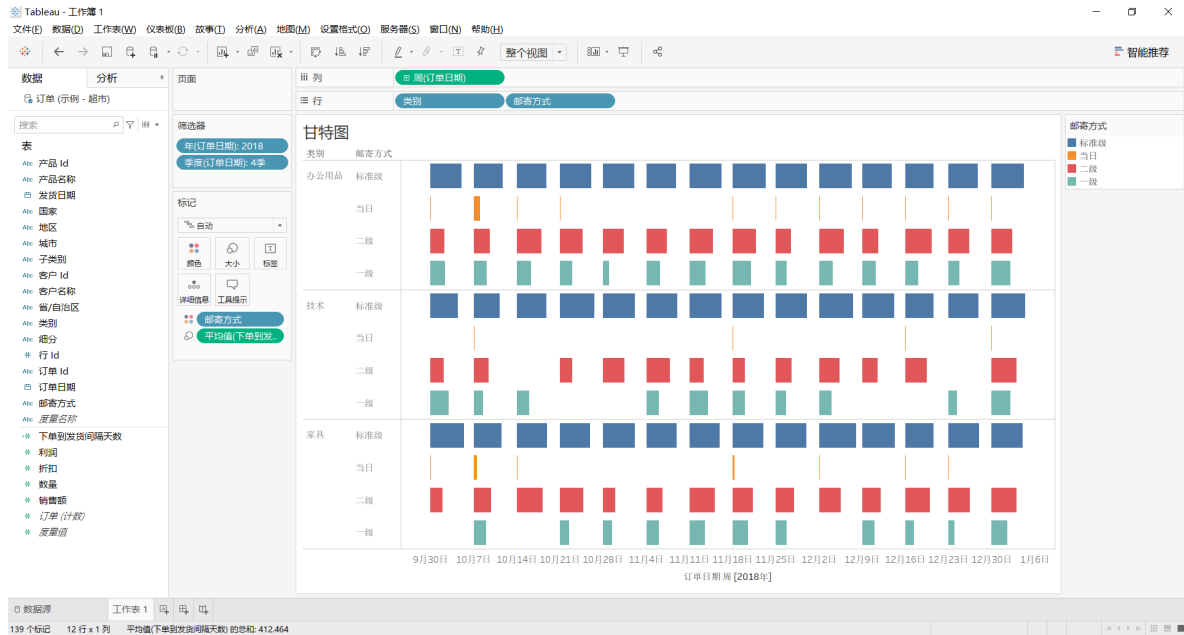 Tableau - 工作簿 1
文件(F) 数据(D) 工作表(W) 仪表板(B) 故事(T) 分析(A) 地图(M) 设置格式(O) 服务器(S) 窗口(N) 帮助(H)
整个视图
智能推荐
数据 分析
订单 (示例 - 超市)
搜索
表
Abc 产品 Id
Abc 产品名称
发货日期
Abc 国家
Abc 地区
Abc 城市
Abc 子类别
Abc 客户 Id
Abc 客户名称
Abc 省/自治区
Abc 类别
Abc 细分
# 行 Id
Abc 订单 Id
订单日期
Abc 邮寄方式
Abc 度量名称
=# 下单到发货间隔天数
# 利润
# 折扣
# 数量
# 销售额
# 订单 (计数)
# 度量值
页面
筛选器
年(订单日期): 2018
季度(订单日期): 4季
标记
自动
颜色 大小 标签
详细信息 工具提示
邮寄方式
平均值(下单到发..
列 周(订单日期)
行 类别 邮寄方式
甘特图
类别 邮寄方式
办公用品 标准级
当日
二级
一级
技术 标准级
当日
二级
一级
家具 标准级
当日
二级
一级
9月30日 10月7日 10月14日 10月21日 10月28日 11月4日 11月11日 11月18日 11月25日 12月2日 12月9日 12月16日 12月23日 12月30日 1月6日
订单日期 周 [2018年]
邮寄方式
标准级
当日
二级
一级
数据源 工作表 1
139 个标记 12 行 x 1 列 平均值(下单到发货间隔天数) 的总和: 412.464